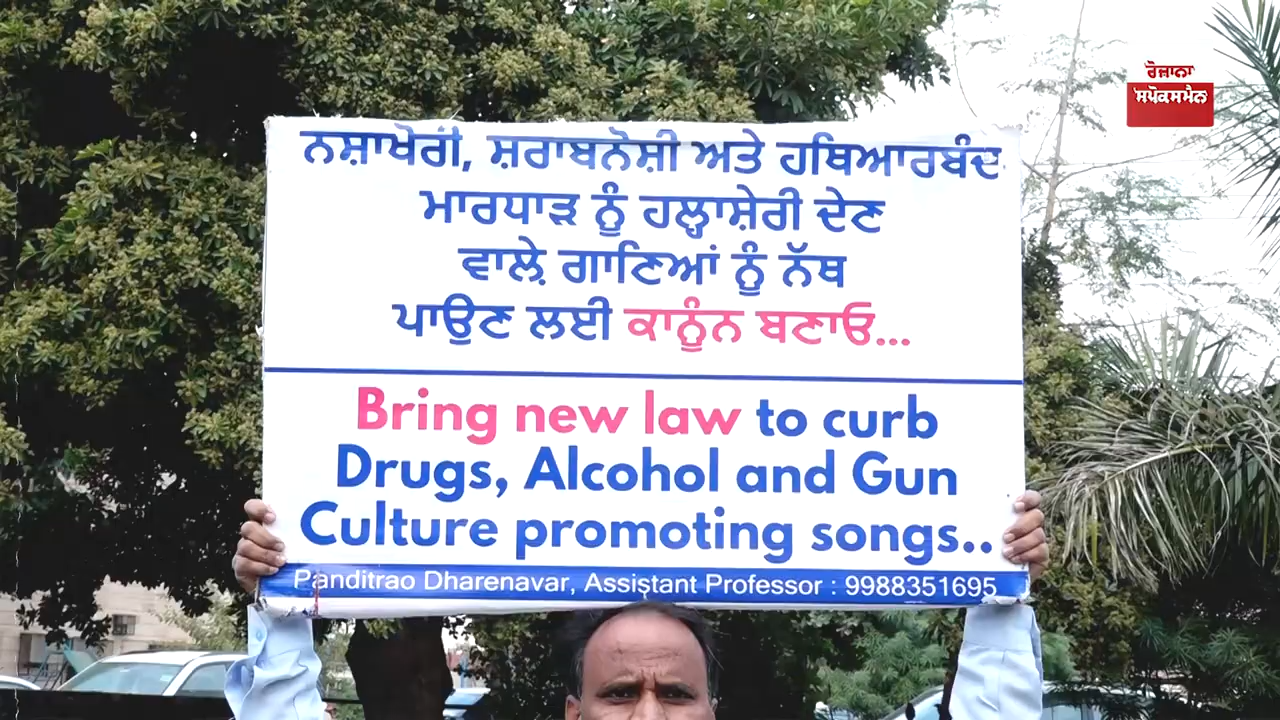 ਰੋਜ਼ਾਨਾ
ਸਪੋਕਸਮੈਨ
ਨਸ਼ਾਖੋਰੀ, ਸ਼ਰਾਬਨੋਸ਼ੀ ਅਤੇ ਹਥਿਆਰਬੰਦ
ਮਾਰਧਾੜ ਨੂੰ ਹਲ੍ਹਾਸ਼ੇਰੀ ਦੇਣ
ਵਾਲੇ਼ ਗਾਣਿਆਂ ਨੂੰ ਨੱਥ
ਪਾਉਣ ਲਈ ਕਾਨੂੰਨ ਬਣਾਓ...
Bring new law to curb
Drugs, Alcohol and Gun
Culture promoting songs..
Panditrao Dharenavar, Assistant Professor : 9988351695